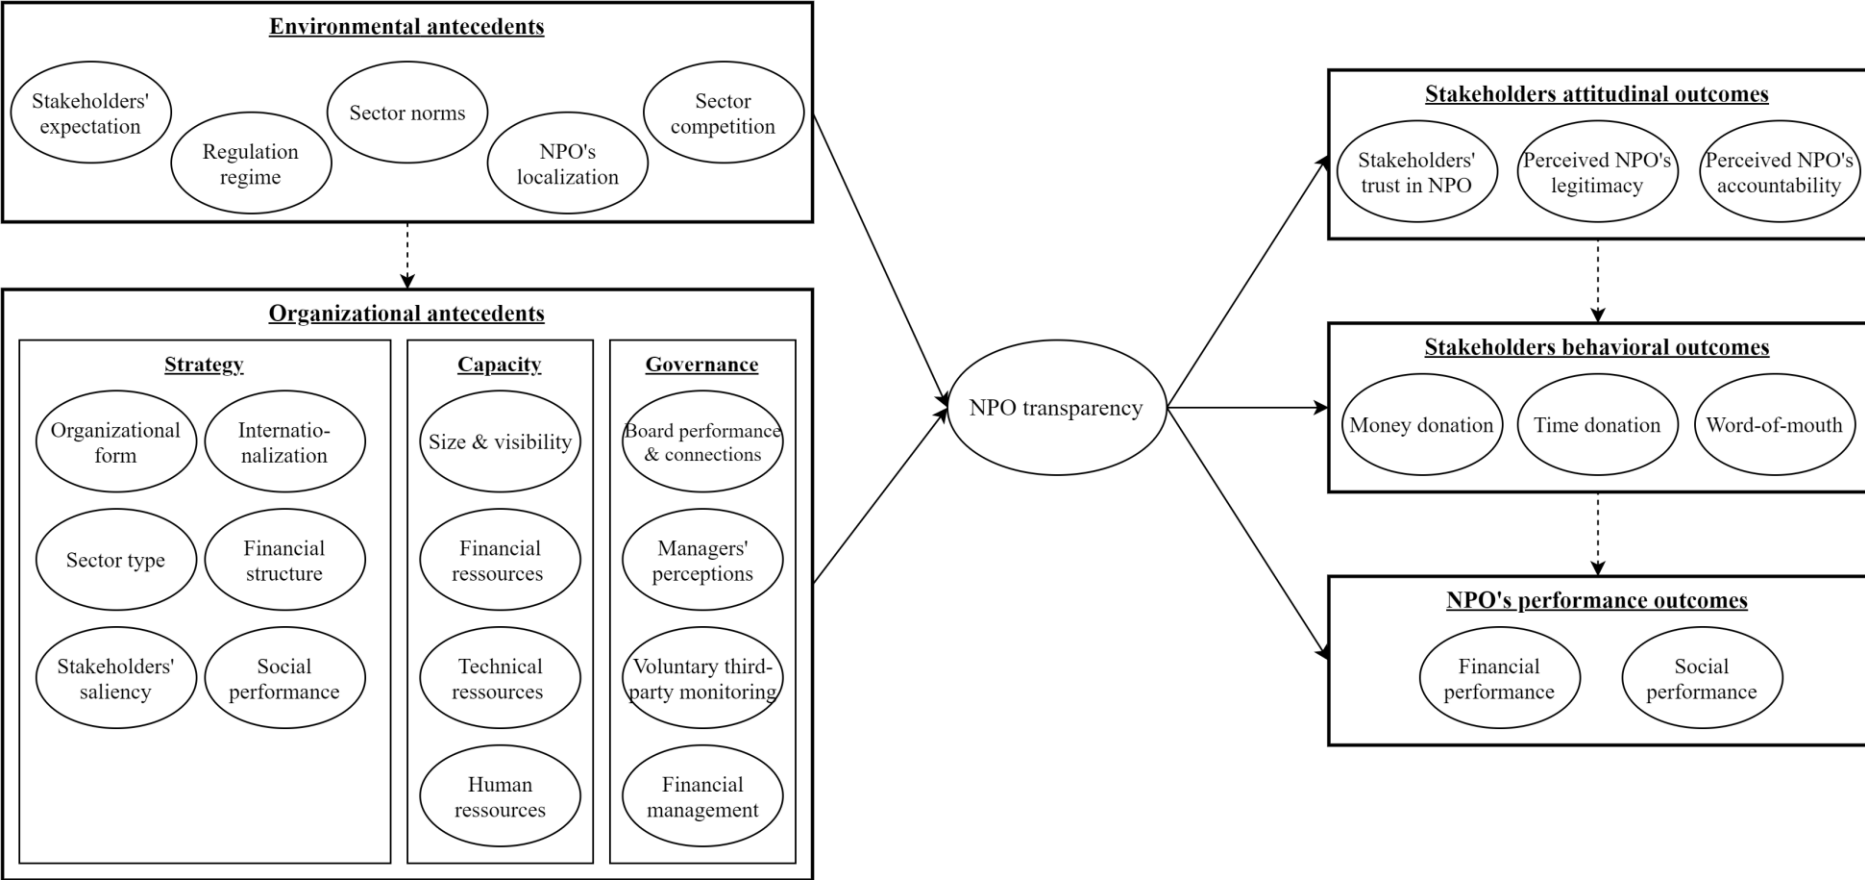 Environmental antecedents
Stakeholders'
expectation
Regulation
regime
Sector norms
NPO's
localization
Sector
competition
Organizational antecedents
Strategy
Organizational
form
Internatio-
nalization
Sector type
Financial
structure
Stakeholders'
saliency
Social
performance
Capacity
Size & visibility
Financial
ressources
Technical
ressources
Human
ressources
Governance
Board performance
& connections
Managers'
perceptions
Voluntary third-
party monitoring
Financial
management
NPO transparency
Stakeholders attitudinal outcomes
Stakeholders'
trust in NPO
Perceived NPO's
legitimacy
Perceived NPO's
accountability
Stakeholders behavioral outcomes
Money donation
Time donation
Word-of-mouth
NPO's performance outcomes
Financial
performance
Social
performance